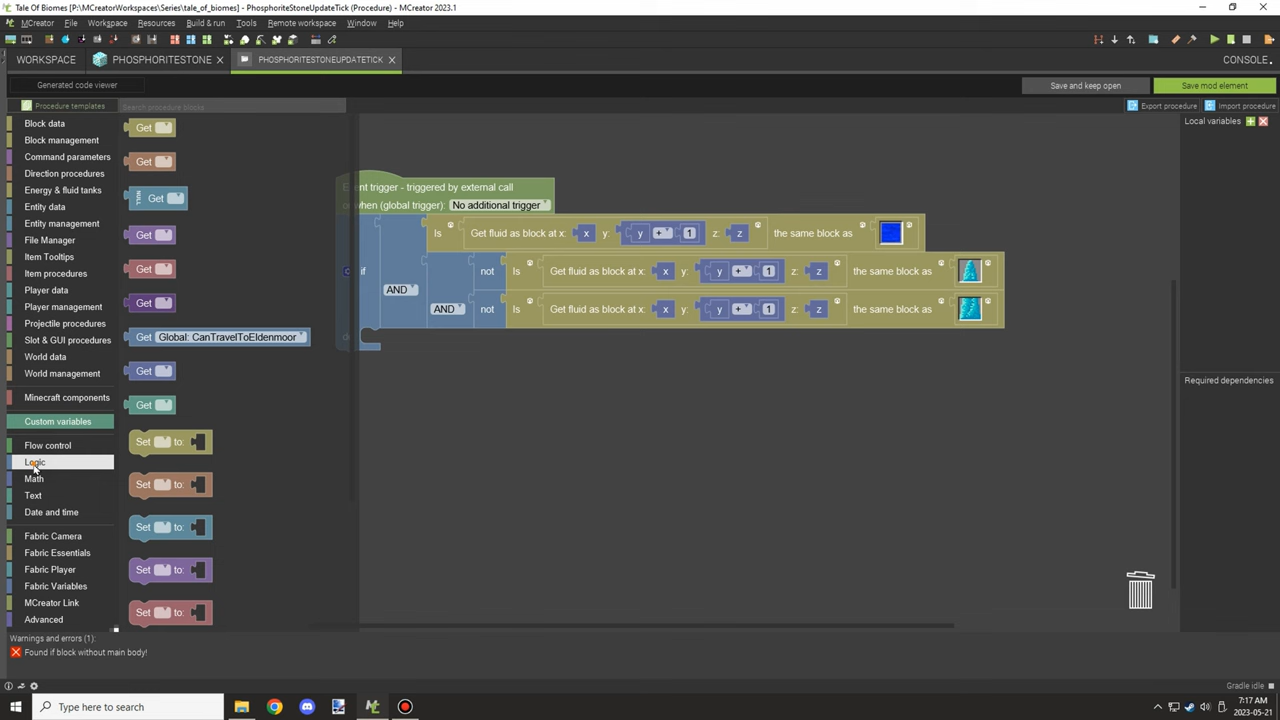 Tale Of Biomes [P:\MCreatorWorkspaces\Series\tale_of_biomes] - PhosphoriteStoneUpdateTick (Procedure) - MCreator 2023.1
MCreator File Workspace Resources Build & run Tools Remote workspace Window Help
WORKSPACE PHOSPHORITESTONE PHOSPHORITESTONEUPDATETICK CONSOLE
Generated code viewer Save and keep open Save mod element
Procedure templates Search procedure blocks Export procedure Import procedure
Local variables
Block data
Block management
Command parameters
Direction procedures
Energy & fluid tanks
Entity data
Entity management
File Manager
Item Tooltips
Item procedures
Player data
Player management
Projectile procedures
Slot & GUI procedures
World data
World management
Minecraft components
Custom variables
Flow control
Logic
Math
Text
Date and time
Fabric Camera
Fabric Essentials
Fabric Player
Fabric Variables
MCreator Link
Advanced
Get
Get
NULL Get
Get
Get
Get
Get Global: CanTravelToEldenmoor
Get
Get
Set to:
Set to:
Set to:
Set to:
Set to:
Event trigger - triggered by external call
or when (global trigger): No additional trigger
Is Get fluid as block at x: x y: y + 1 z: z the same block as
if
not Is Get fluid as block at x: x y: y + 1 z: z the same block as
AND
AND not Is Get fluid as block at x: x y: y + 1 z: z the same block as
Required dependencies
Warnings and errors (1):
Found if block without main body!
Gradle idle
Type here to search
7:17 AM
2023-05-21